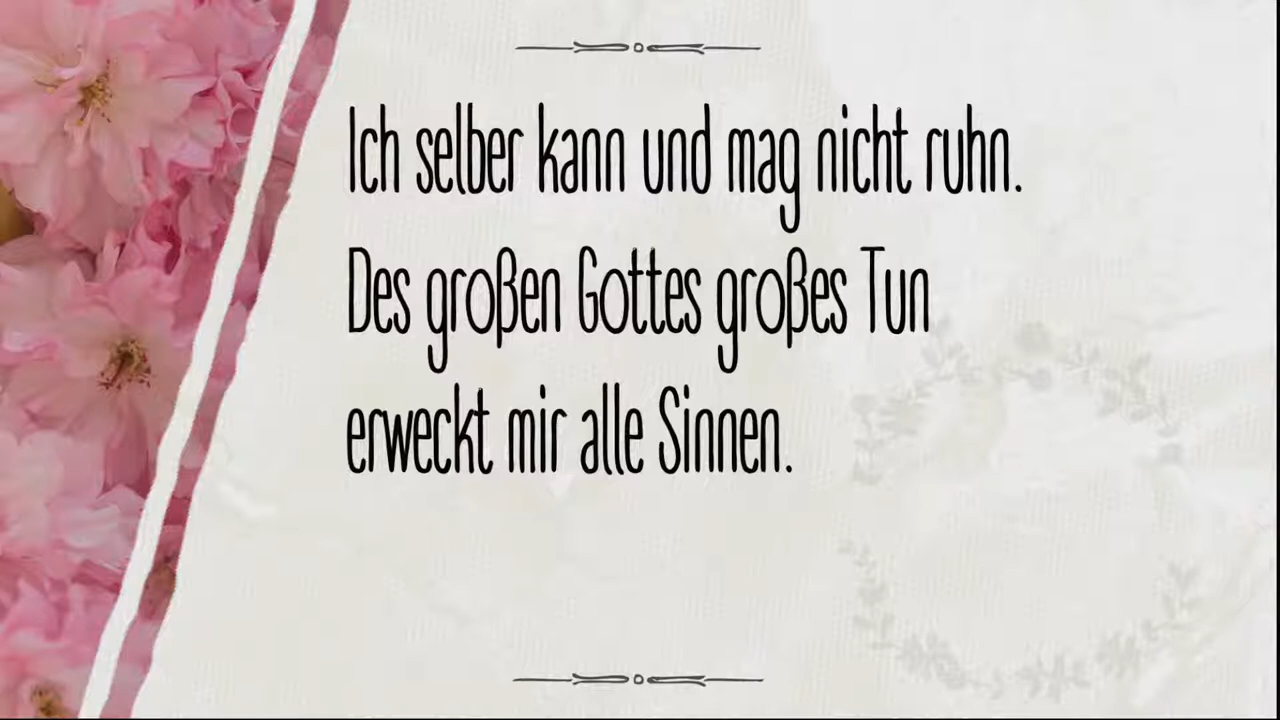 Ich selber kann und mag nicht ruhn.
Des großen Gottes großes Tun
erweckt mir alle Sinnen.